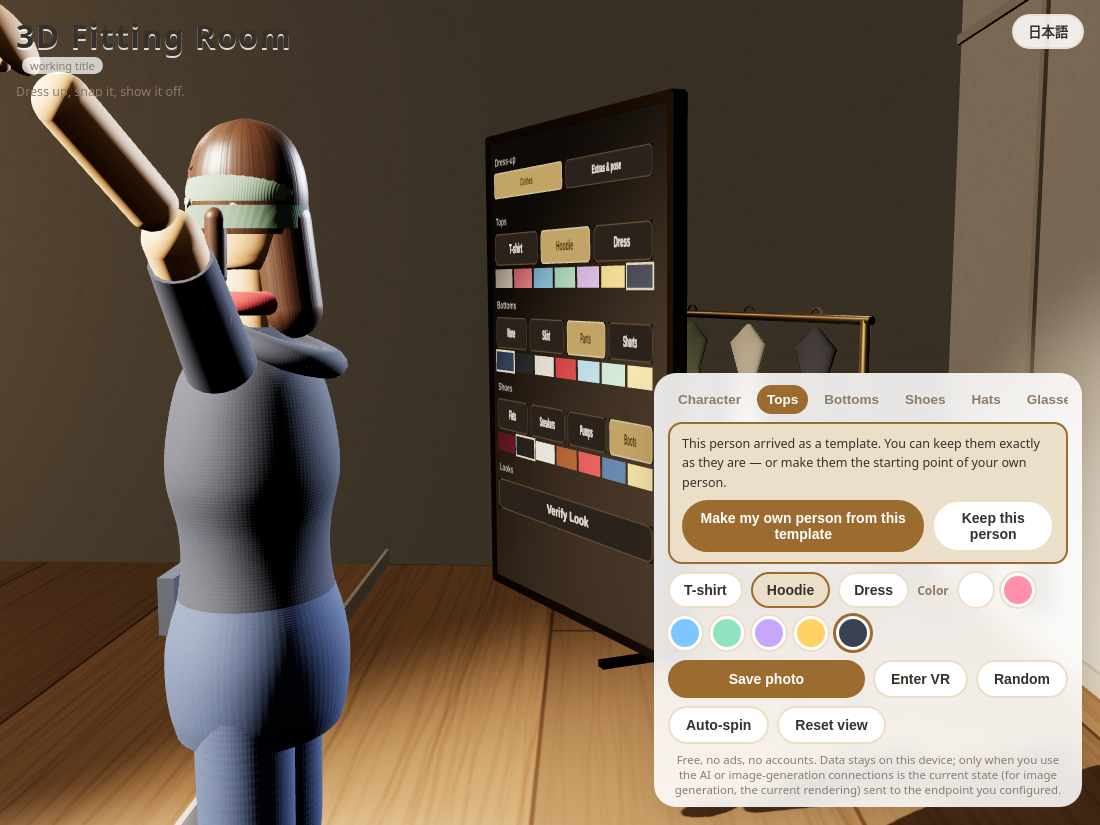 3D Fitting Room
working title
Dress up, snap it, show it off.
日本語
Dress-up
Clothes
Extras & pose
Tops
T-shirt
Hoodie
Dress
Bottoms
None
Skirt
Pants
Shorts
Shoes
Flats
Sneakers
Pumps
Boots
Looks
Verify Look
Character
Tops
Bottoms
Shoes
Hats
Glasse
This person arrived as a template. You can keep them exactly
as they are — or make them the starting point of your own
person.
Make my own person from this
template
Keep this
person
T-shirt
Hoodie
Dress
Color
Save photo
Enter VR
Random
Auto-spin
Reset view
Free, no ads, no accounts. Data stays on this device; only when you use
the AI or image-generation connections is the current state (for image
generation, the current rendering) sent to the endpoint you configured.